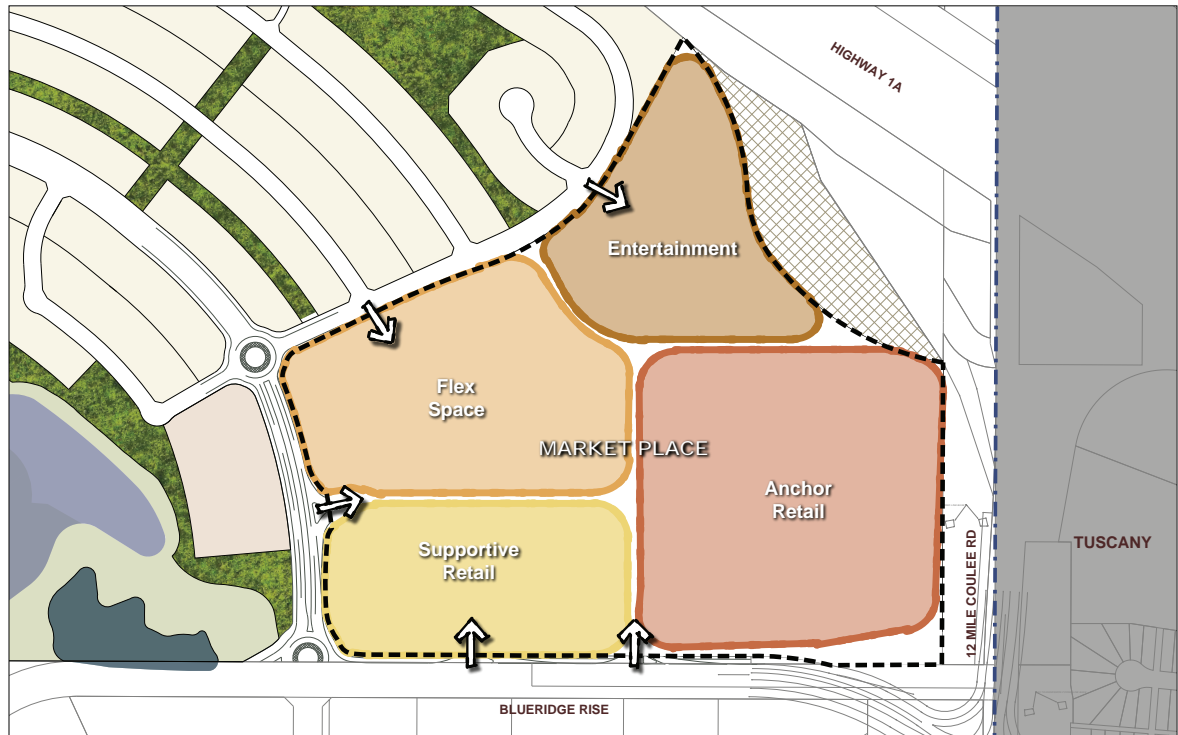 HIGHWAY 1A
Entertainment
Flex
Space
MARKET PLACE
Anchor
Retail
Supportive
Retail
12 MILE COULEE RD
TUSCANY
BLUERIDGE RISE